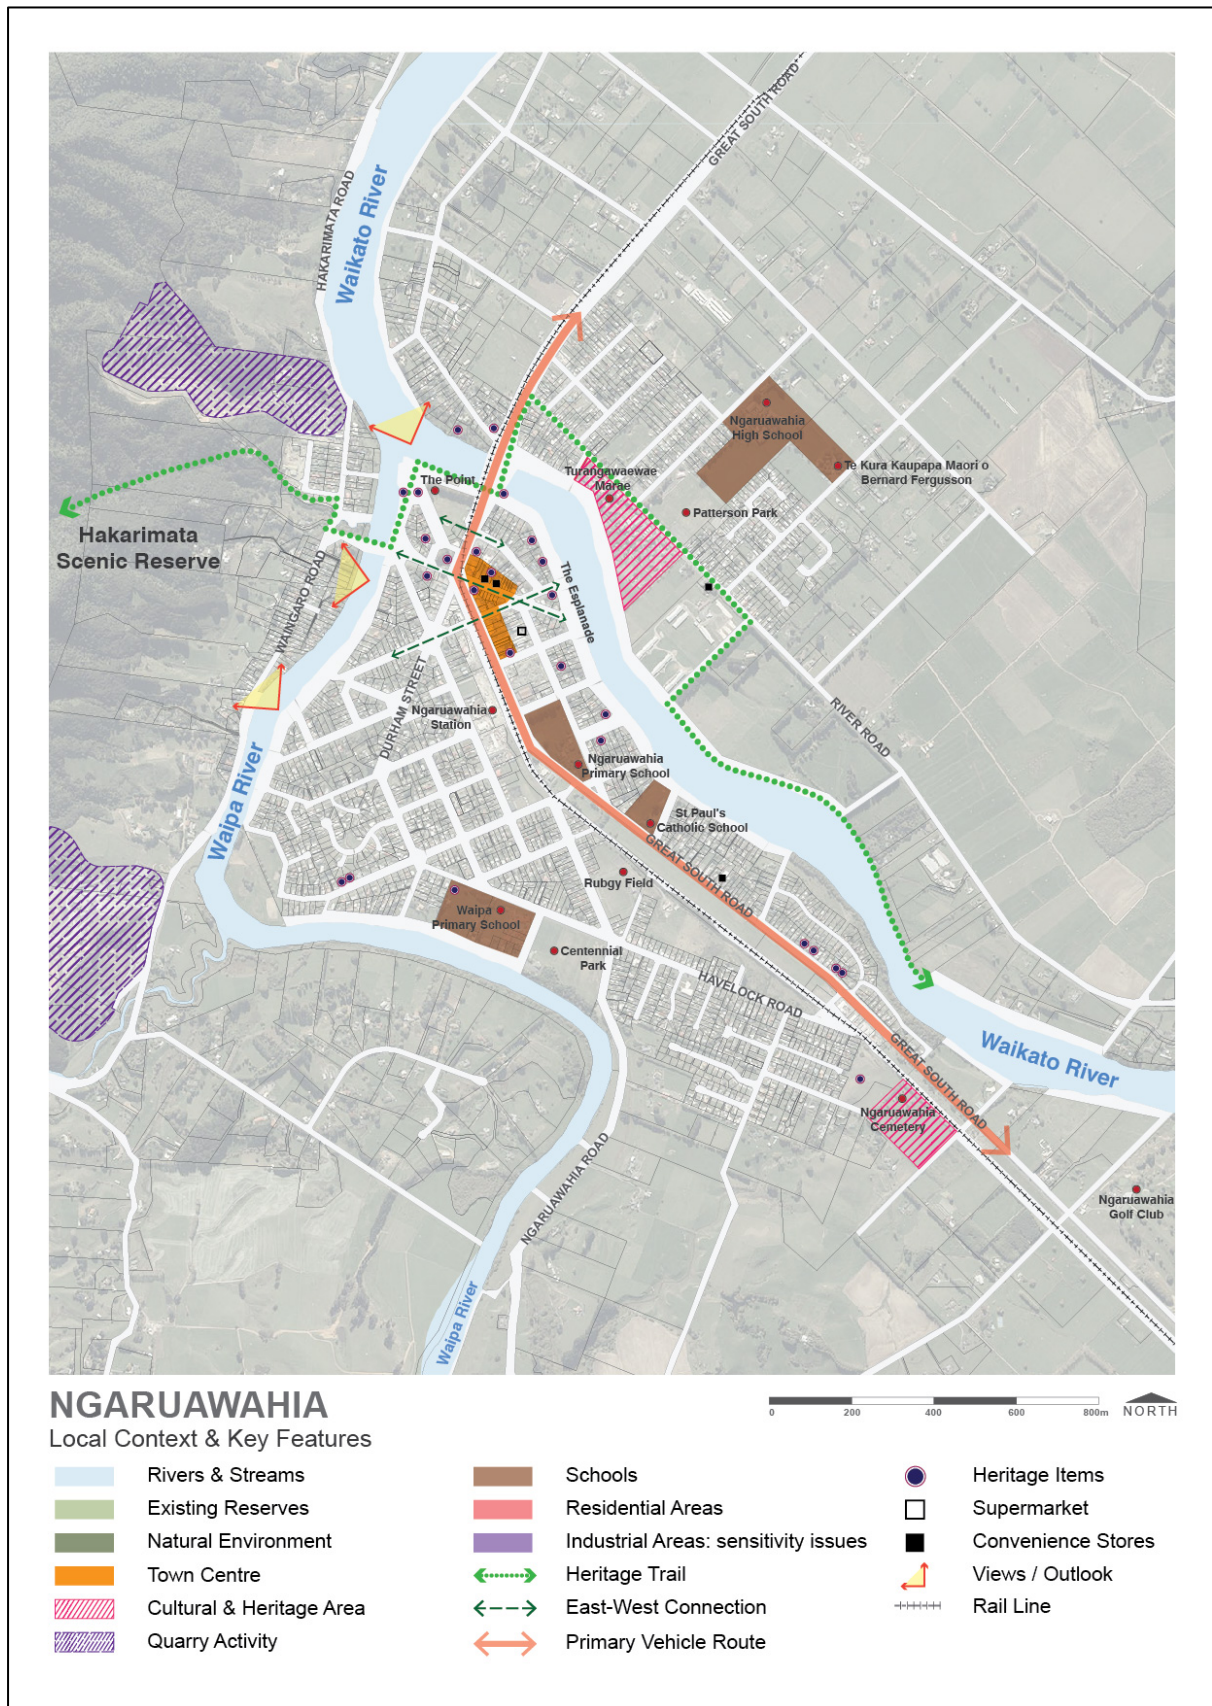 GREAT SOUTH ROAD
HAKARIMATA ROAD
Waikato River
Ngaruawahia
High School
Te Kura Kaupapa Maori o
Bernard Fergusson
Turangawaewae
Marae
The Point
Patterson Park
Hakarimata
Scenic Reserve
WAINGARO ROAD
The Esplanade
DURHAM STREET
Ngaruawahia
Station
RIVER ROAD
Waipa River
Ngaruawahia
Primary School
St Paul's
Catholic School
GREAT SOUTH ROAD
Rubgy Field
Waipa
Primary School
Centennial
Park
HAVELOCK ROAD
Waikato River
GREAT SOUTH ROAD
Ngaruawahia
Cemetery
NGARUAWAHIA ROAD
Ngaruawahia
Golf Club
Waipa River
NGARUAWAHIA
Local Context & Key Features
0 200 400 600 800m
NORTH
Rivers & Streams
Existing Reserves
Natural Environment
Town Centre
Cultural & Heritage Area
Quarry Activity
Schools
Residential Areas
Industrial Areas: sensitivity issues
Heritage Trail
East-West Connection
Primary Vehicle Route
Heritage Items
Supermarket
Convenience Stores
Views / Outlook
Rail Line